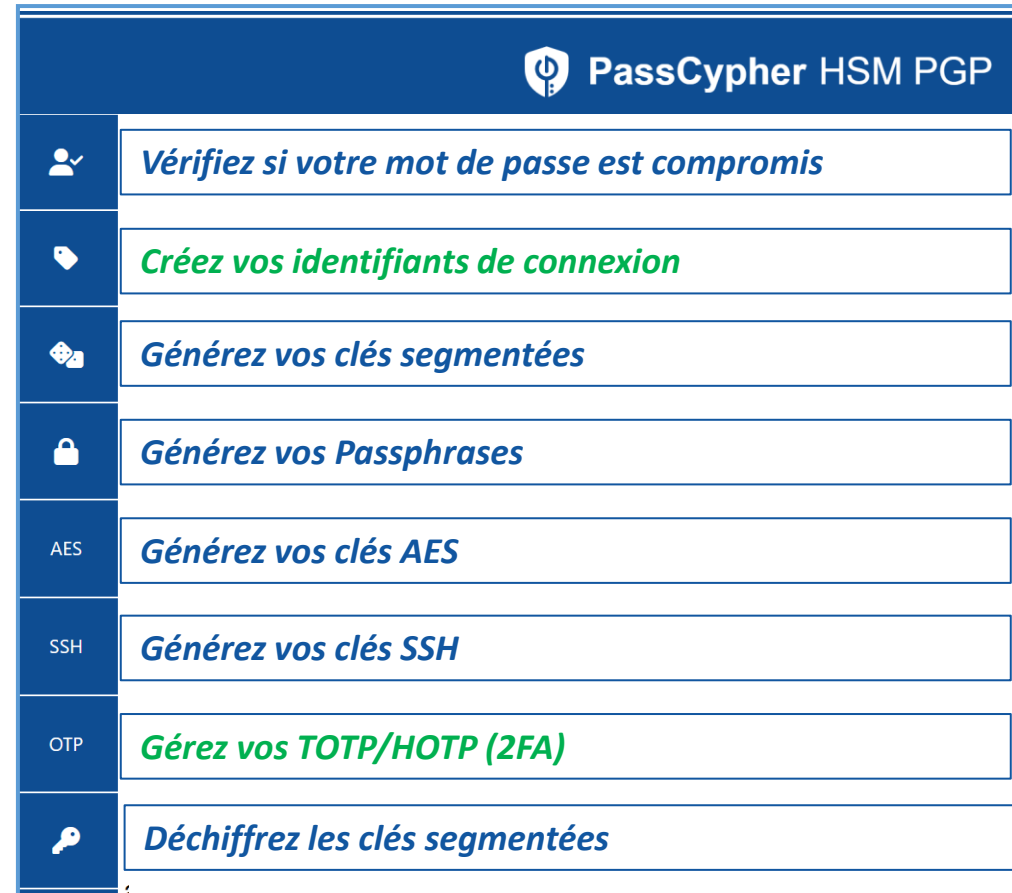 PassCypher HSM PGP
Vérifiez si votre mot de passe est compromis
Créez vos identifiants de connexion
Générez vos clés segmentées
Générez vos Passphrases
AES Générez vos clés AES
SSH Générez vos clés SSH
OTP Gérez vos TOTP/HOTP (2FA)
Déchiffrez les clés segmentées